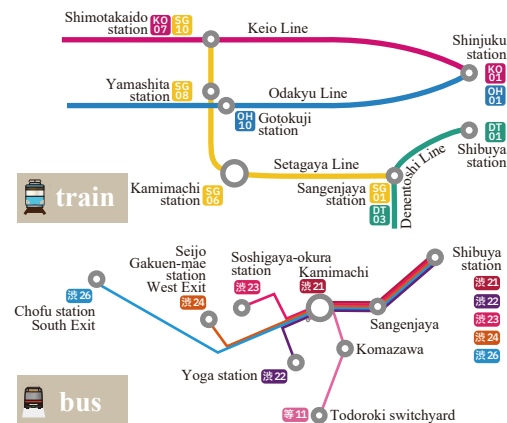 Shimotakaido
station
KO
07
SG
10
Keio Line
Shinjuku
station
KO
01
OH
01
Yamashita
station
SG
08
Odakyu Line
OH
10
Gotokuji
station
DT
01
Shibuya
station
Denentoshi Line
Setagaya Line
Kamimachi
station
SG
06
Sangenjaya
station
SG
01
DT
03
train
Seijo
Gakuen-mae
station
West Exit
渋24
Soshigaya-okura
station
渋23
Kamimachi
渋21
Shibuya
station
渋21
渋22
渋23
渋24
渋26
渋26
Chofu station
South Exit
Sangenjaya
Komazawa
Yoga station
渋22
等11
Todoroki switchyard
bus